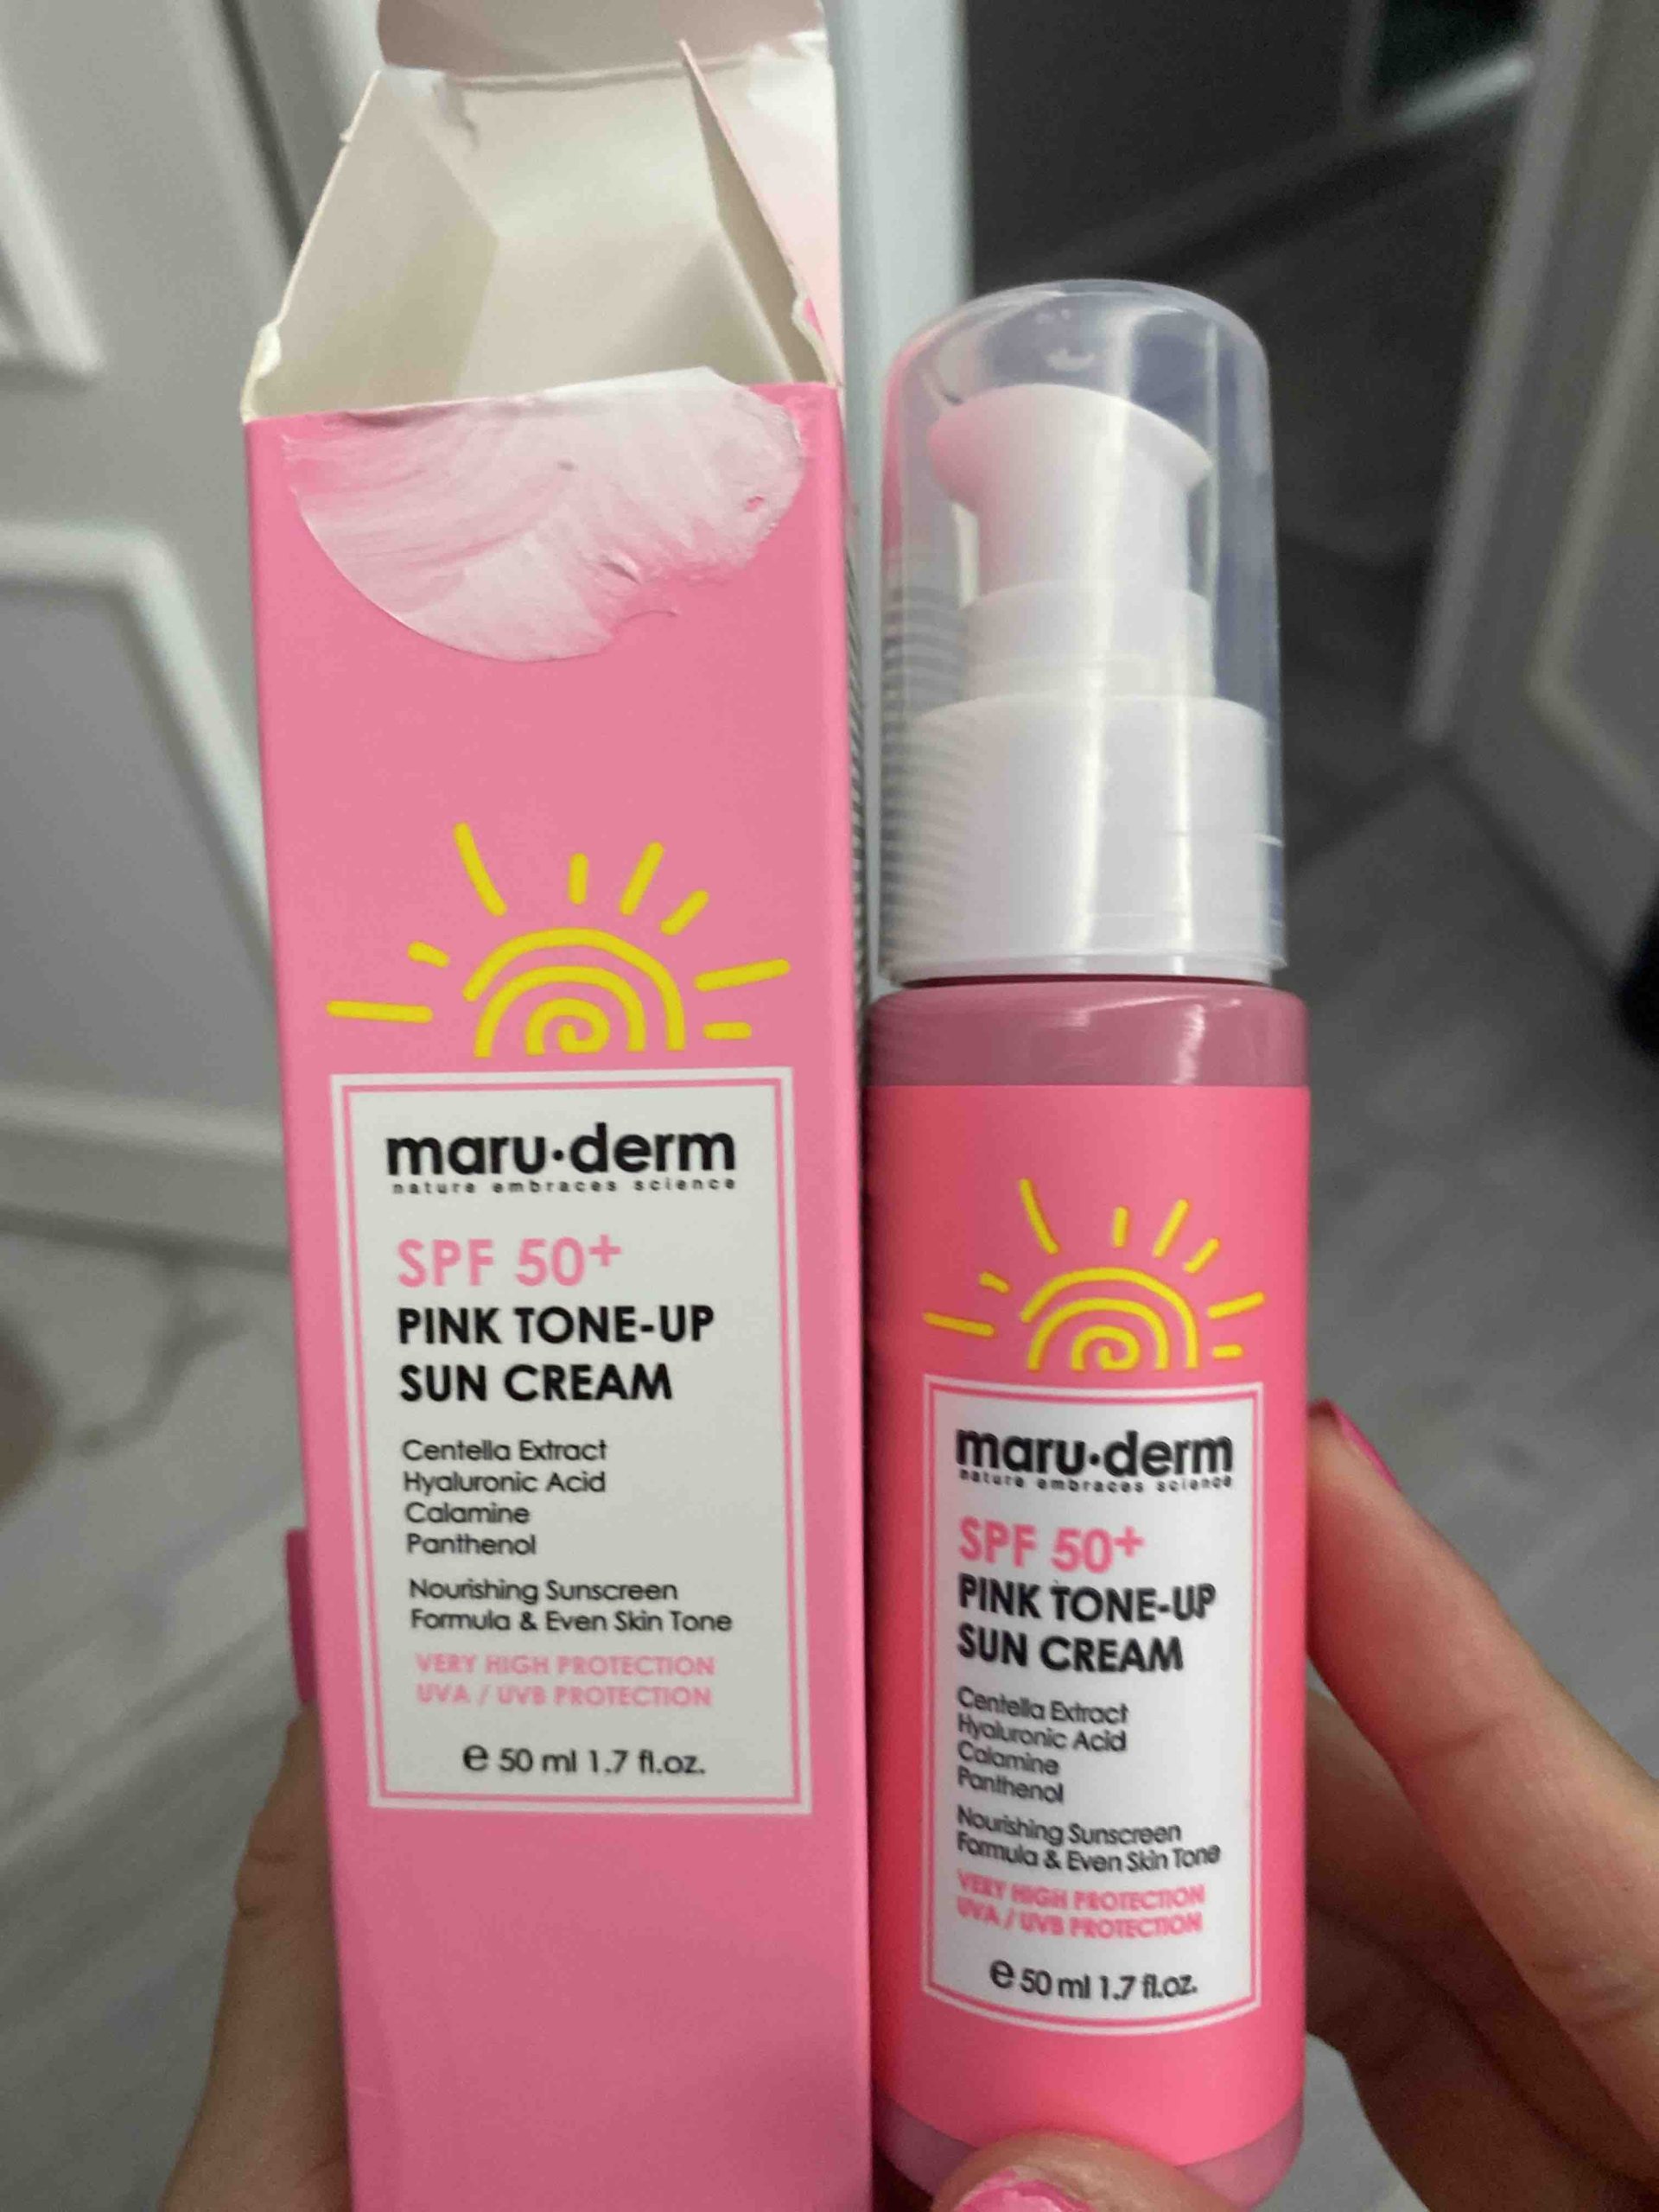 maru·derm
nature embraces science
SPF 50+
PINK TONE-UP
SUN CREAM
Centella Extract
Hyaluronic Acid
Calamine
Panthenol
Nourishing Sunscreen
Formula & Even Skin Tone
VERY HIGH PROTECTION
UVA / UVB PROTECTION
e 50 ml 1.7 fl.oz.
maru·derm
nature embraces science
SPF 50+
PINK TONE-UP
SUN CREAM
Centella Extract
Hyaluronic Acid
Calamine
Panthenol
Nourishing Sunscreen
Formula & Even Skin Tone
VERY HIGH PROTECTION
UVA / UVB PROTECTION
e 50 ml 1.7 fl.oz.